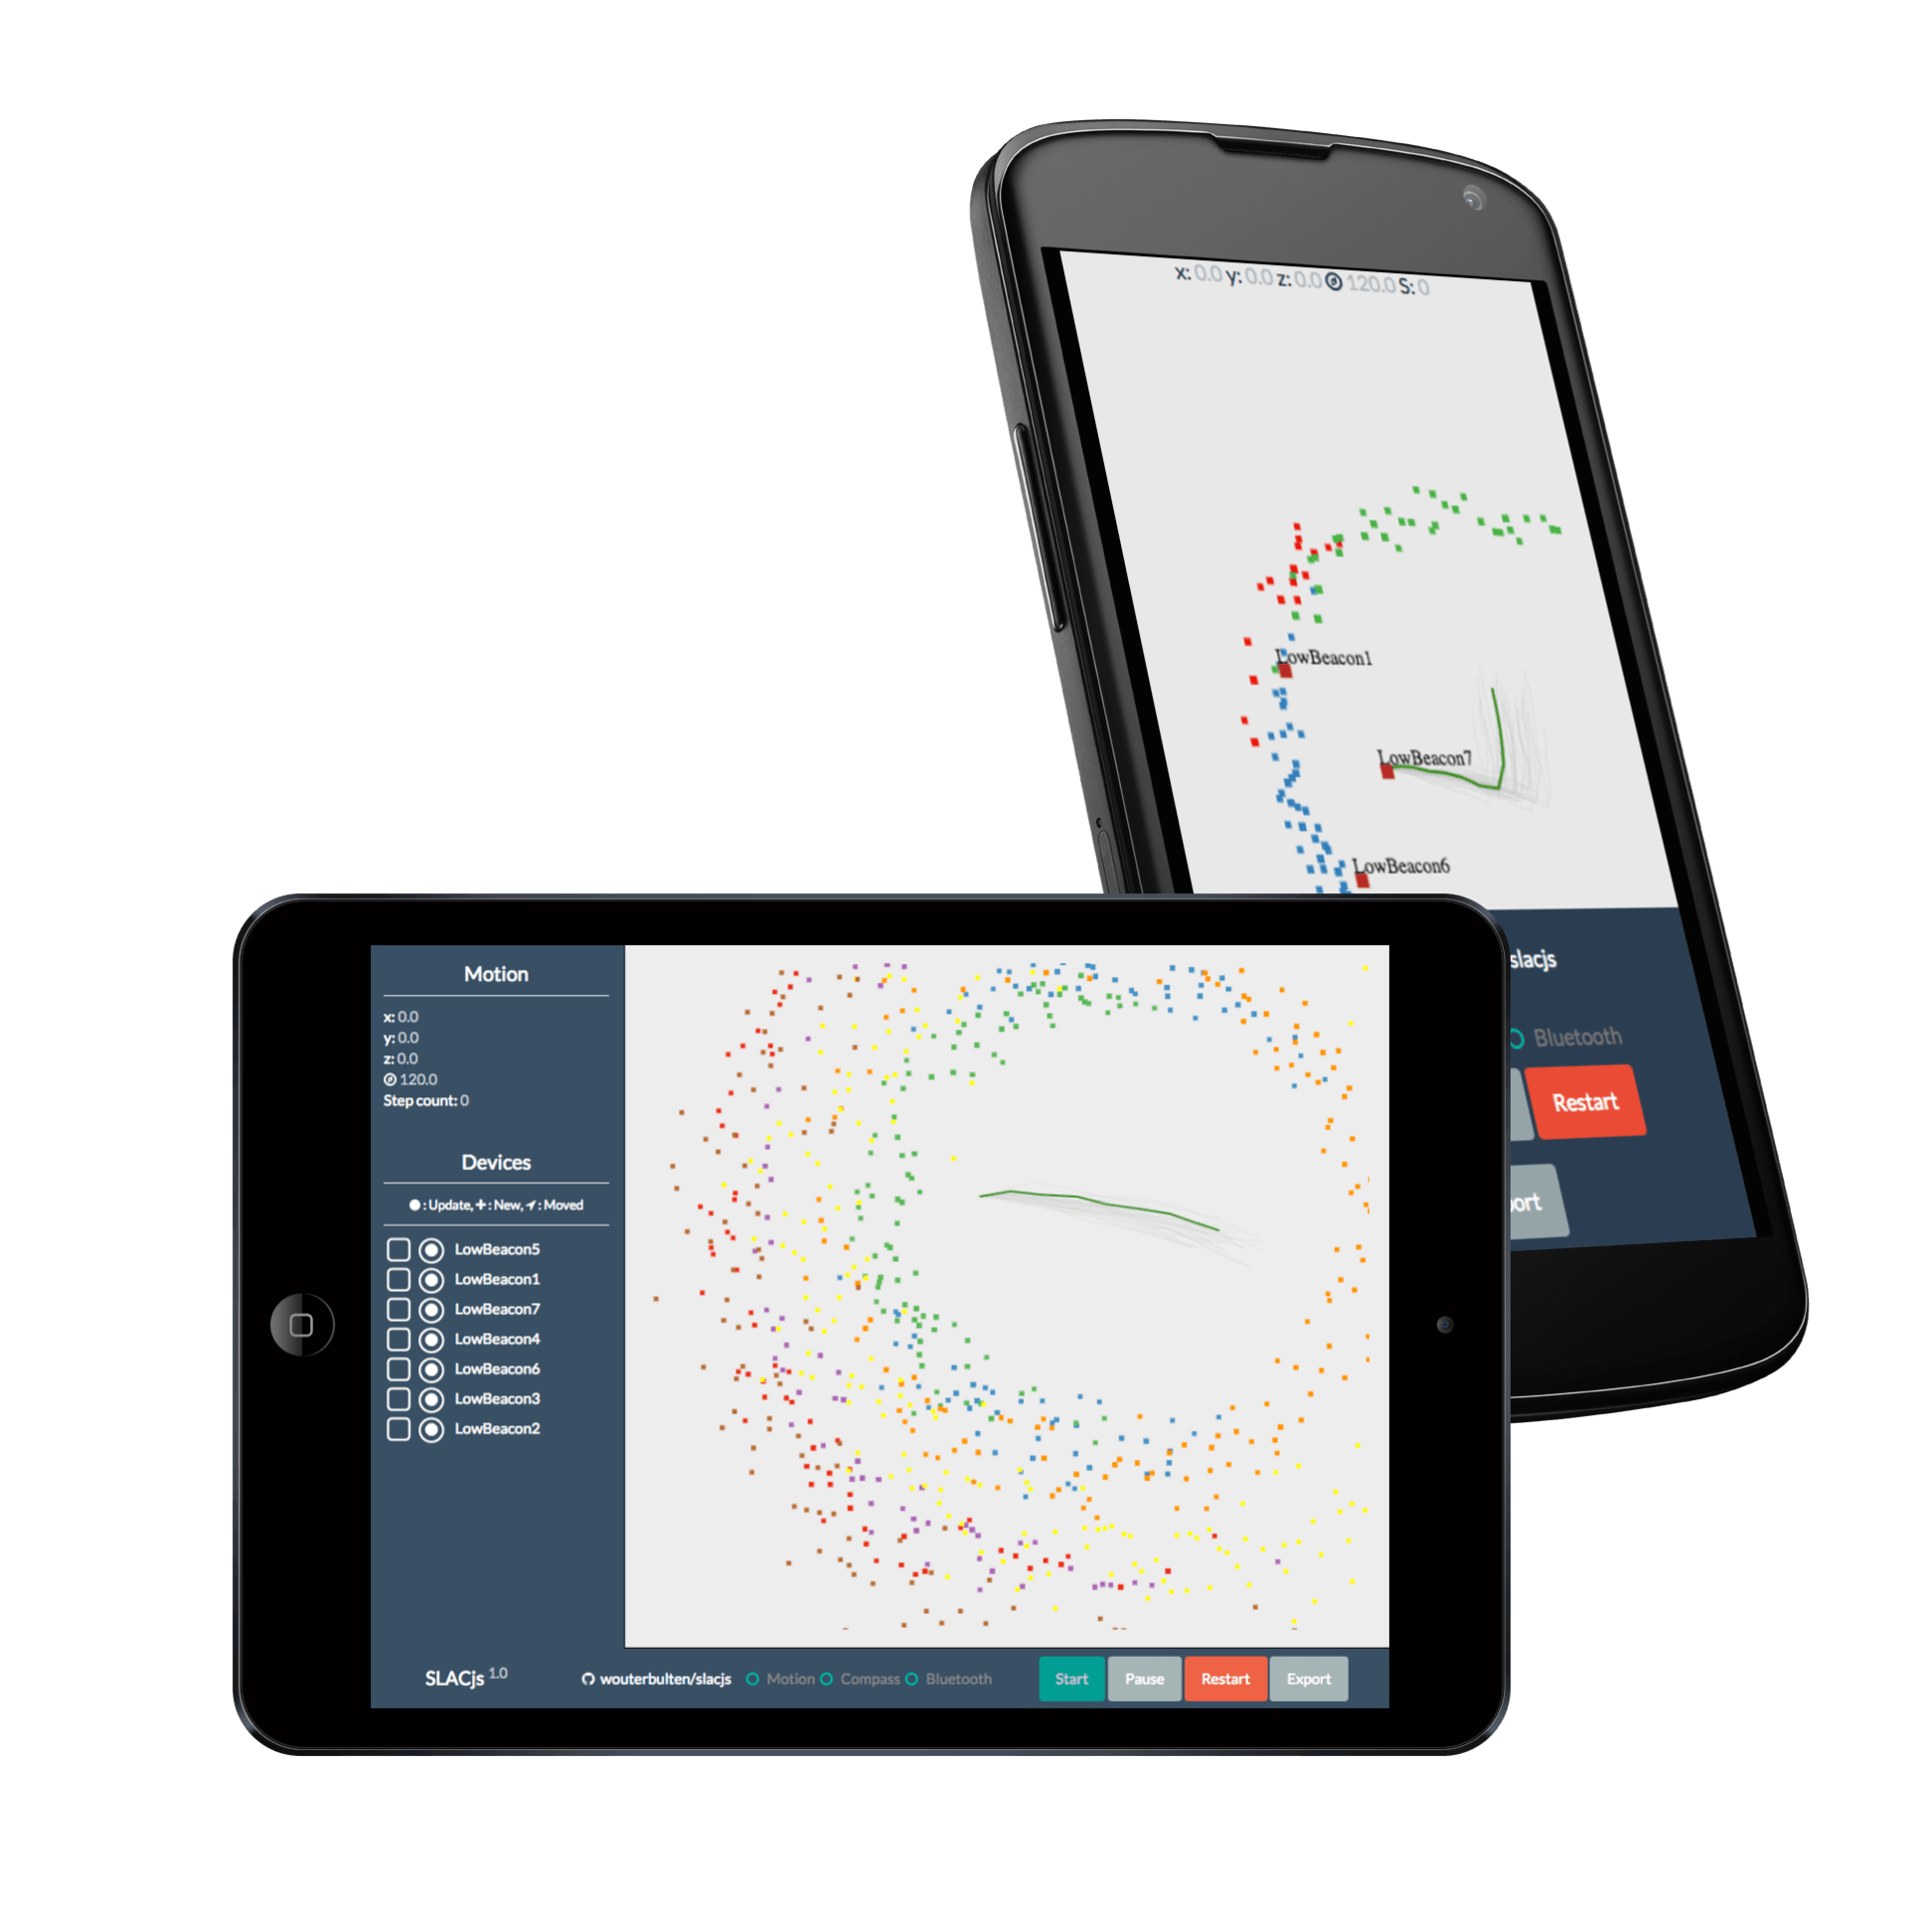 x: 0.0 y: 0.0 z: 0.0 120.0 S: 0
LowBeacon1
LowBeacon7
LowBeacon6
slacjs
Bluetooth
Restart
ort
Motion
x: 0.0
y: 0.0
z: 0.0
120.0
Step count: 0
Devices
: Update, + : New, : Moved
LowBeacon5
LowBeacon1
LowBeacon7
LowBeacon4
LowBeacon6
LowBeacon3
LowBeacon2
SLACjs 1.0 wouterbulten/slacjs Motion Compass Bluetooth Start Pause Restart Export